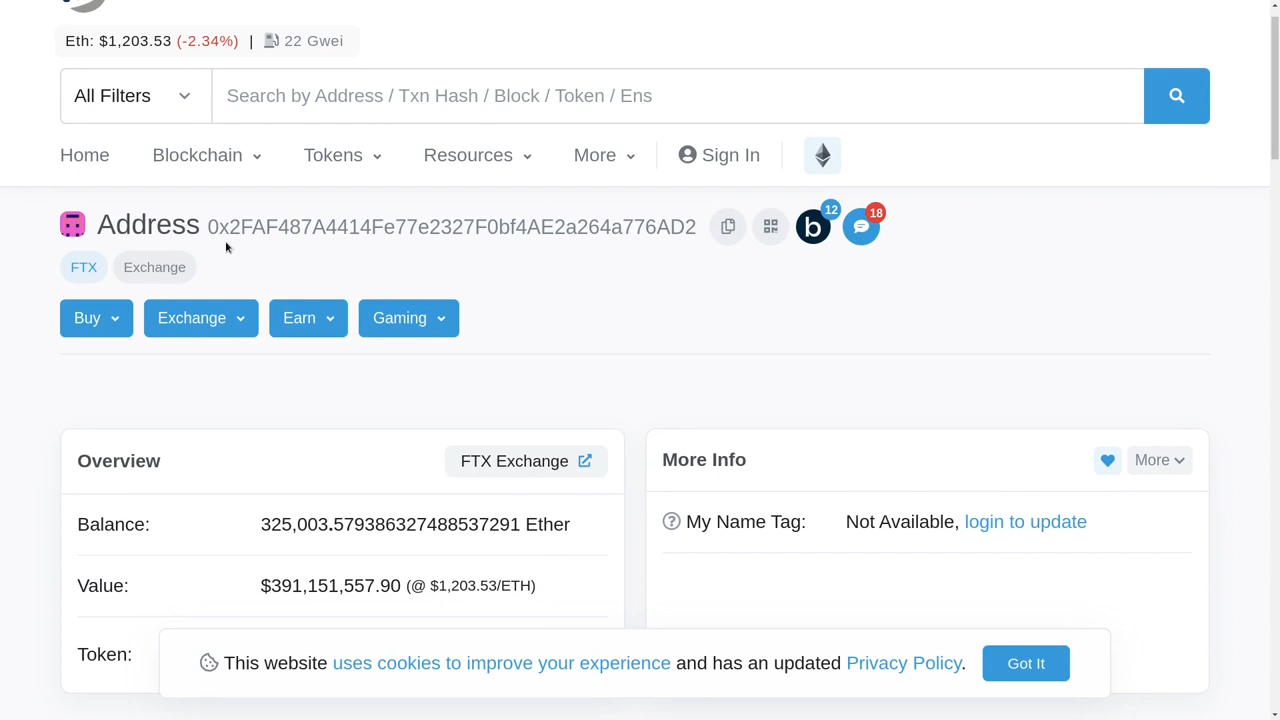 Eth: $1,203.53 (-2.34%) | 22 Gwei
All Filters Search by Address / Txn Hash / Block / Token / Ens
Home Blockchain Tokens Resources More Sign In
Address 0x2FAF487A4414Fe77e2327F0bf4AE2a264a776AD2 b 12 18
FTX Exchange
Buy Exchange Earn Gaming
Overview FTX Exchange
Balance: 325,003.579386327488537291 Ether
Value: $391,151,557.90 (@ $1,203.53/ETH)
Token:
More Info More
My Name Tag: Not Available, login to update
This website uses cookies to improve your experience and has an updated Privacy Policy. Got It